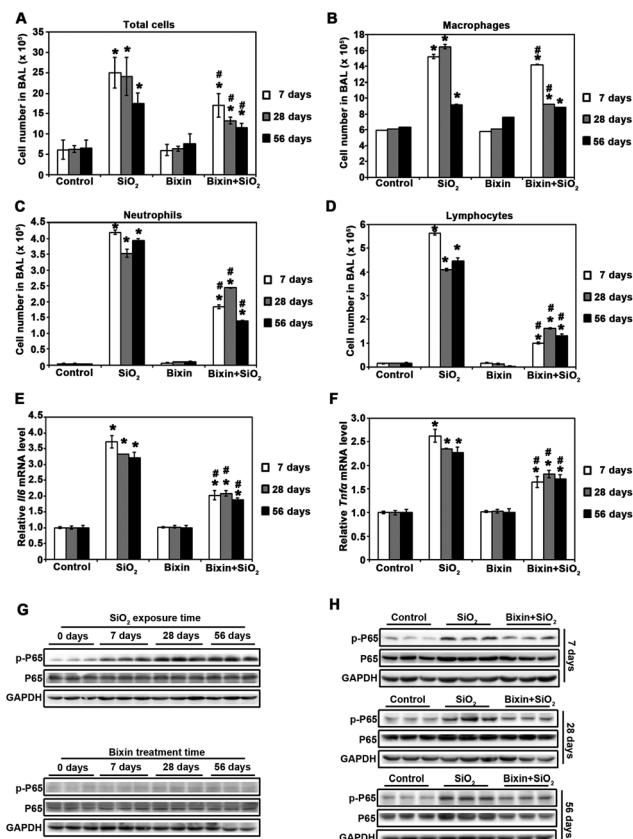 A
Total cells
Cell number in BAL (x 10⁵)
35
30
25
20
15
10
5
0
* * *
# # #
* * *
Control SiO₂ Bixin Bixin+SiO₂
7 days
28 days
56 days
B
Macrophages
Cell number in BAL (x 10⁵)
18
16
14
12
10
8
6
4
2
0
* * *
# #
* * *
Control SiO₂ Bixin Bixin+SiO₂
7 days
28 days
56 days
C
Neutrophils
Cell number in BAL (x 10⁵)
4.5
4.0
3.5
3.0
2.5
2.0
1.5
1.0
0.5
0
* * *
# # #
* * *
Control SiO₂ Bixin Bixin+SiO₂
7 days
28 days
56 days
D
Lymphocytes
Cell number in BAL (x 10⁵)
6
5
4
3
2
1
0
* * *
# # #
* * *
Control SiO₂ Bixin Bixin+SiO₂
7 days
28 days
56 days
E
Relative Il6 mRNA level
4.5
4.0
3.5
3.0
2.5
2.0
1.5
1.0
0.5
0
* * *
# # #
* * *
Control SiO₂ Bixin Bixin+SiO₂
7 days
28 days
56 days
F
Relative Tnfα mRNA level
3.0
2.5
2.0
1.5
1.0
0.5
0
* * *
# # #
* * *
Control SiO₂ Bixin Bixin+SiO₂
7 days
28 days
56 days
G
SiO₂ exposure time
0 days 7 days 28 days 56 days
p-P65
P65
GAPDH
Bixin treatment time
0 days 7 days 28 days 56 days
p-P65
P65
GAPDH
H
Control SiO₂ Bixin+SiO₂
p-P65
P65
GAPDH
7 days
Control SiO₂ Bixin+SiO₂
p-P65
P65
GAPDH
28 days
Control SiO₂ Bixin+SiO₂
p-P65
P65
GAPDH
56 days